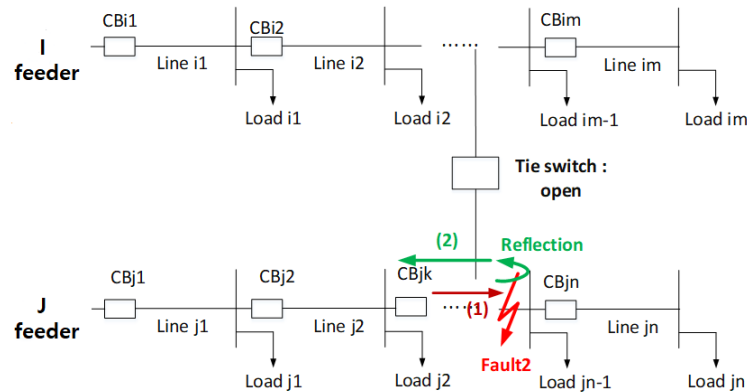 CBi1
CBi2
CBim
I
feeder
Line i1
Line i2
......
Line im
Load i1
Load i2
Load im-1
Load im
Tie switch :
open
(2)
Reflection
CBj1
CBj2
CBjk
CBjn
J
feeder
Line j1
Line j2
(1)
......
Line jn
Fault2
Load j1
Load j2
Load jn-1
Load jn